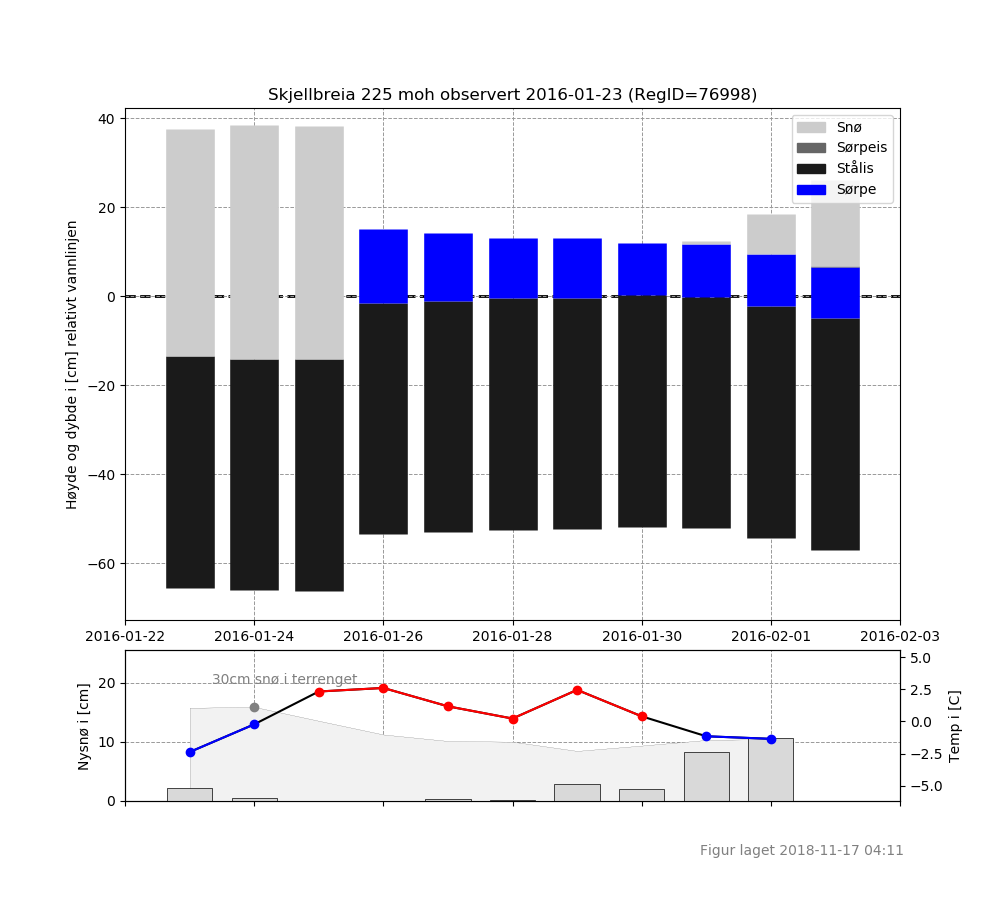 Skjellbreia 225 moh observert 2016-01-23 (RegID=76998)
Høyde og dybde i [cm] relativt vannlinjen
40
20
0
−20
−40
−60
Snø
Sørpeis
Stålis
Sørpe
2016-01-22 2016-01-24 2016-01-26 2016-01-28 2016-01-30 2016-02-01 2016-02-03
Nysnø i [cm]
20
10
0
30cm snø i terrenget
5.0
2.5
0.0
−2.5
−5.0
Temp i [C]
Figur laget 2018-11-17 04:11